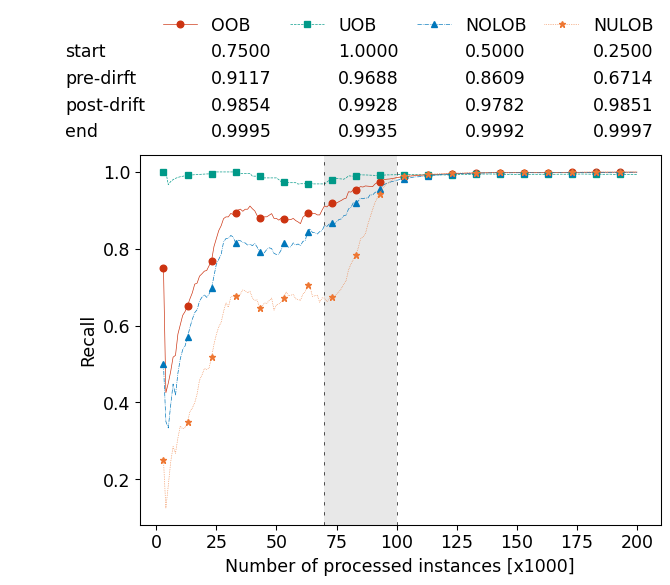 OOB UOB NOLOB NULOB
start 0.7500 1.0000 0.5000 0.2500
pre-dirft 0.9117 0.9688 0.8609 0.6714
post-drift 0.9854 0.9928 0.9782 0.9851
end 0.9995 0.9935 0.9992 0.9997
1.0
0.8
0.6
0.4
0.2
Recall
0 25 50 75 100 125 150 175 200
Number of processed instances [x1000]